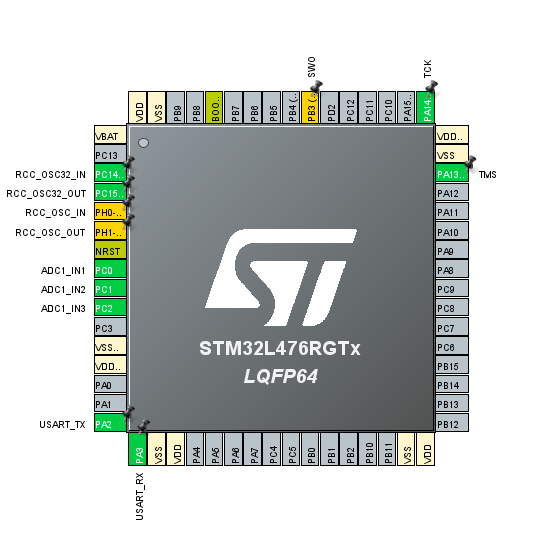 SWO
TCK
VDD
VSS
PB9
PB8
BOO..
PB7
PB6
PB5
PB4 (..
PB3 (..
PD2
PC12
PC11
PC10
PA15..
PA14..
VBAT
PC13
RCC_OSC32_IN PC14..
RCC_OSC32_OUT PC15..
RCC_OSC_IN PH0-..
RCC_OSC_OUT PH1-..
NRST
ADC1_IN1 PC0
ADC1_IN2 PC1
ADC1_IN3 PC2
PC3
VSS..
VDD..
PA0
PA1
USART_TX PA2
VDD..
VSS
PA13.. TMS
PA12
PA11
PA10
PA9
PA8
PC9
PC8
PC7
PC6
PB15
PB14
PB13
PB12
STM32L476RGTx
LQFP64
PA3
VSS
VDD
PA4
PA5
PA6
PA7
PC4
PC5
PB0
PB1
PB2
PB10
PB11
VSS
VDD
USART_RX